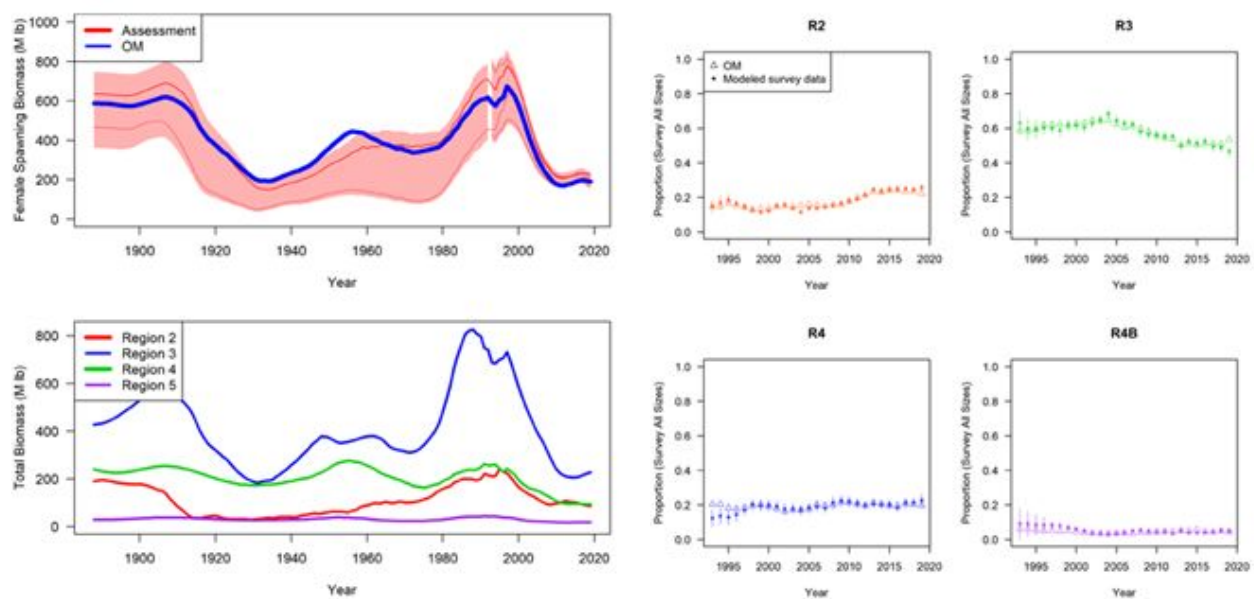 Female Spawning Biomass (M lb)
1000
800
600
400
200
0
Assessment
OM
1900 1920 1940 1960 1980 2000 2020
Year
Total Biomass (M lb)
800
600
400
200
0
Region 2
Region 3
Region 4
Region 5
1900 1920 1940 1960 1980 2000 2020
Year
R2
Proportion (Survey All Sizes)
1.0
0.8
0.6
0.4
0.2
0.0
OM
Modeled survey data
1995 2000 2005 2010 2015 2020
Year
R3
Proportion (Survey All Sizes)
1.0
0.8
0.6
0.4
0.2
0.0
1995 2000 2005 2010 2015 2020
Year
R4
Proportion (Survey All Sizes)
1.0
0.8
0.6
0.4
0.2
0.0
1995 2000 2005 2010 2015 2020
Year
R4B
Proportion (Survey All Sizes)
1.0
0.8
0.6
0.4
0.2
0.0
1995 2000 2005 2010 2015 2020
Year